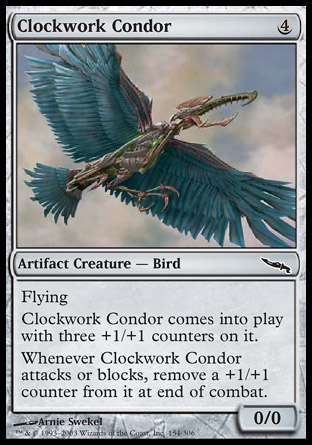 Clockwork Condor 4
Artifact Creature — Bird
Flying
Clockwork Condor comes into play
with three +1/+1 counters on it.
Whenever Clockwork Condor
attacks or blocks, remove a +1/+1
counter from it at end of combat.
Arnie Swekel
™ & © 1993–2003 Wizards of the Coast, Inc. 154/306
0/0